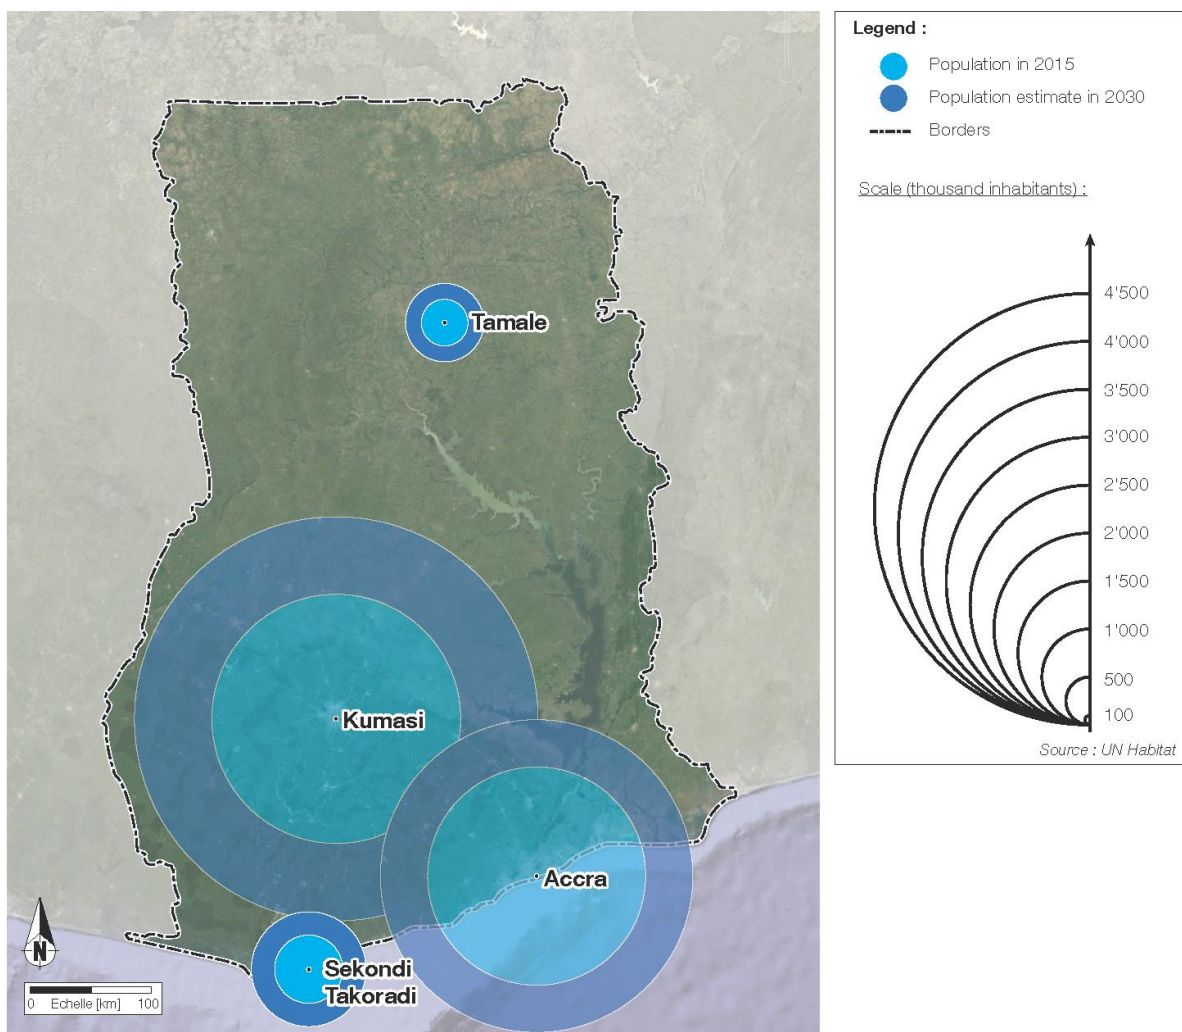 Tamale
Kumasi
Accra
Sekondi
Takoradi
N
0 Echelle [km] 100
Legend :
Population in 2015
Population estimate in 2030
Borders
Scale (thousand inhabitants) :
4'500
4'000
3'500
3'000
2'500
2'000
1'500
1'000
500
100
Source : UN Habitat